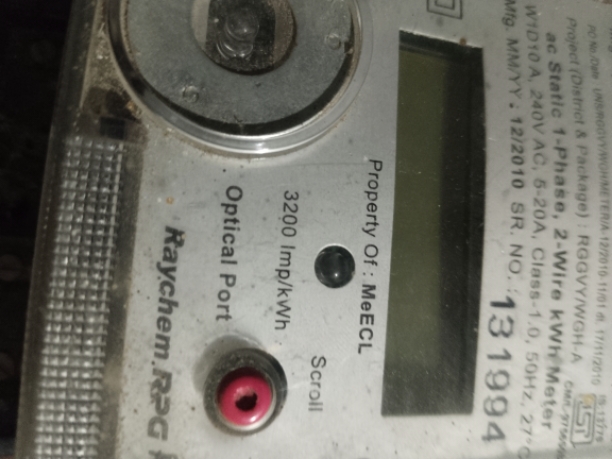 Project (District & Package) : RGGVY/WGH-A
ac Static 1-Phase, 2-Wire kWh Meter
240V AC, 5-20A, Class-1.0, 50Hz, 27°C
Mfg. MM/YY. 12/2010 SR. NO. : 131994
Property Of : MeECL
3200 Imp/kWh
Scroll
Optical Port
Raychem RPG